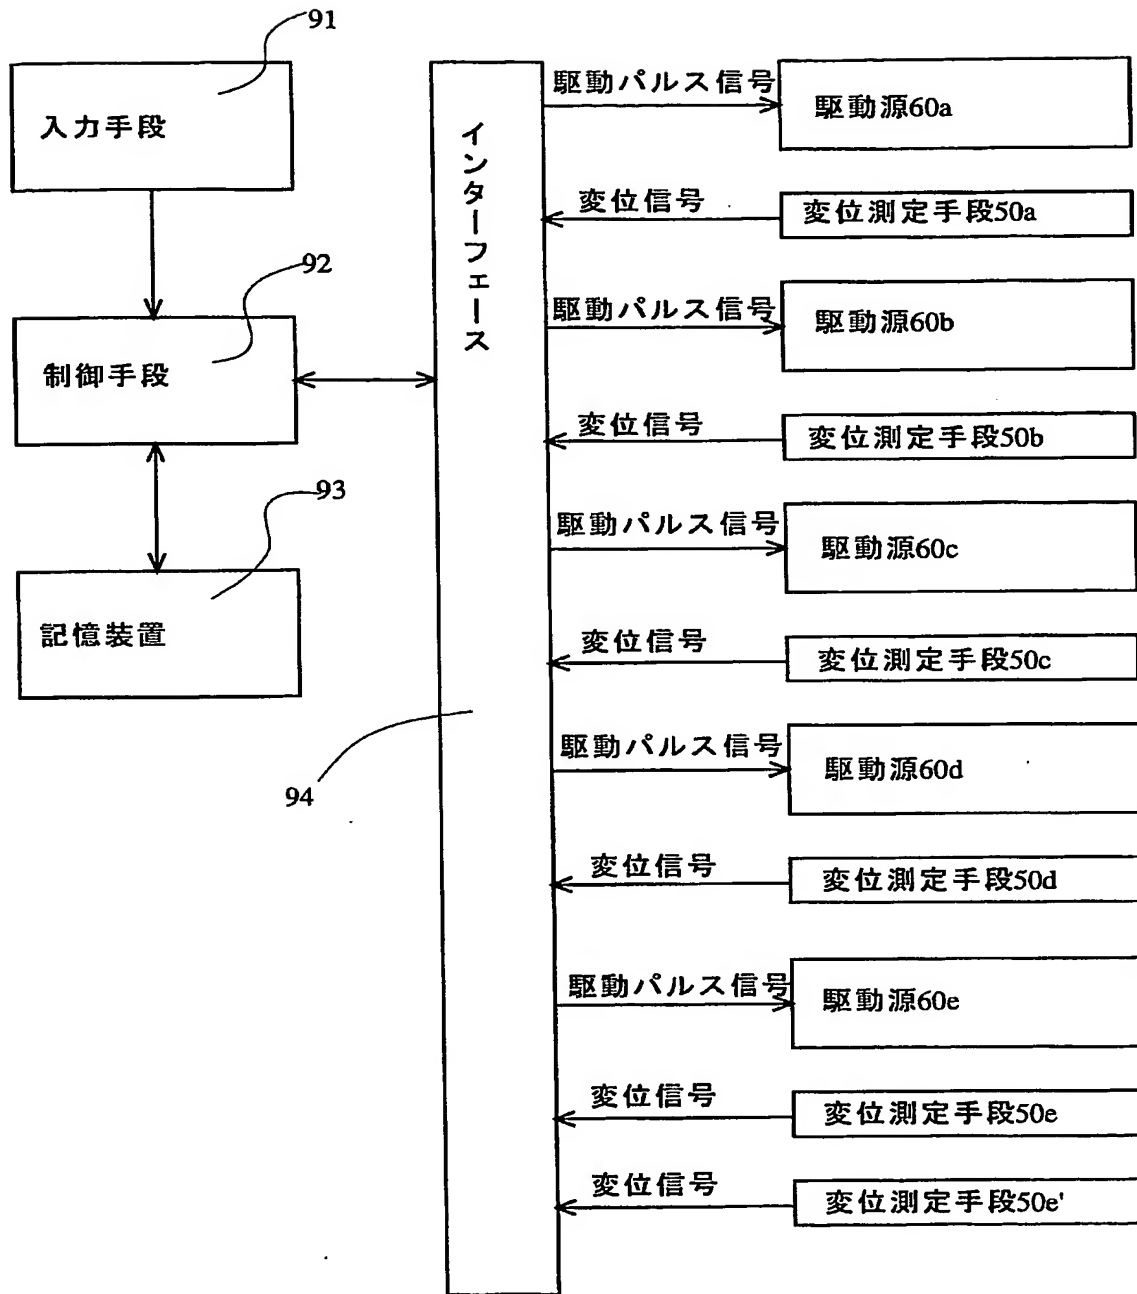 91
入力手段
92
制御手段
93
記憶装置
インターフェース
94
駆動パルス信号
駆動源60a
変位信号
変位測定手段50a
駆動パルス信号
駆動源60b
変位信号
変位測定手段50b
駆動パルス信号
駆動源60c
変位信号
変位測定手段50c
駆動パルス信号
駆動源60d
変位信号
変位測定手段50d
駆動パルス信号
駆動源60e
変位信号
変位測定手段50e
変位信号
変位測定手段50e'